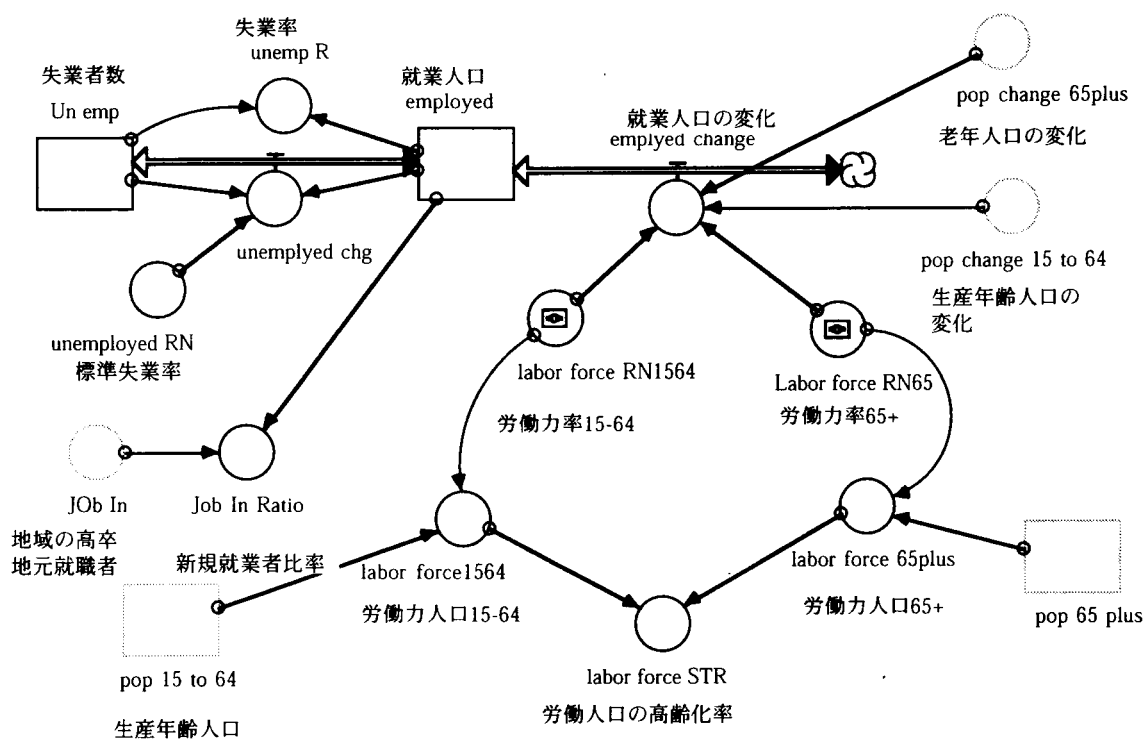 失業率
unemp R
失業者数
Un emp
就業人口
employed
就業人口の変化
emplyed change
pop change 65plus
老年人口の変化
unemplyed chg
pop change 15 to 64
生産年齢人口の
変化
unemployed RN
標準失業率
labor force RN1564
労働力率15-64
Labor force RN65
労働力率65+
JOb In
地域の高卒
地元就職者
Job In Ratio
新規就業者比率
labor force1564
労働力人口15-64
labor force 65plus
労働力人口65+
pop 65 plus
pop 15 to 64
生産年齢人口
labor force STR
労働人口の高齢化率